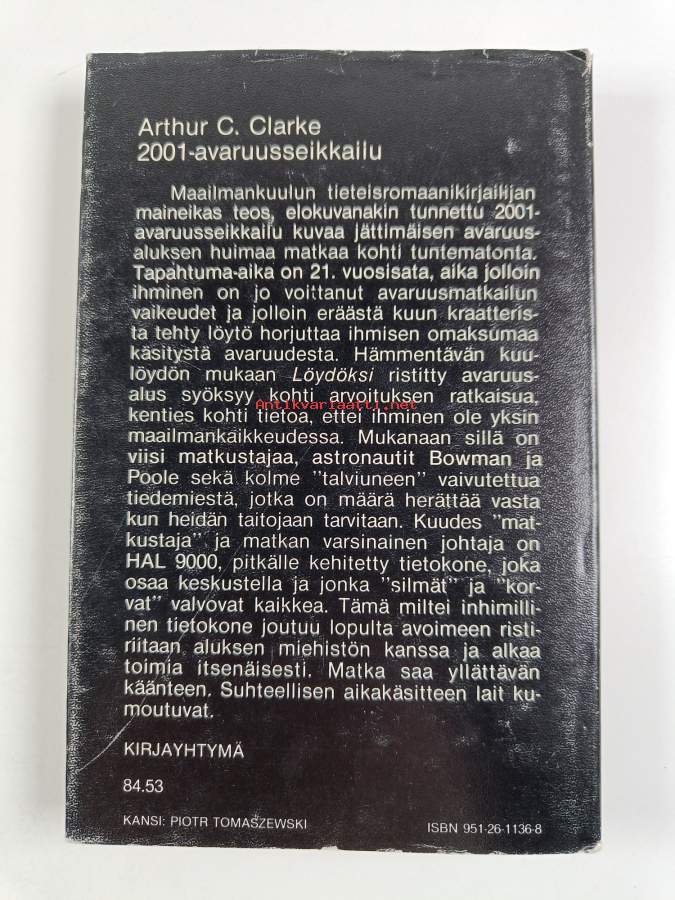 Arthur C. Clarke
2001-avaruusseikkailu
Maailmankuulun tieteisromaanikirjailijan
maineikas teos, elokuvanakin tunnettu 2001-
avaruusseikkailu kuvaa jättimäisen avaruus-
aluksen huimaa matkaa kohti tuntematonta.
Tapahtuma-aika on 21. vuosisata, aika jolloin
ihminen on jo voittanut avaruusmatkailun
vaikeudet ja jolloin eräästä kuun kraatteris-
ta tehty löytö horjuttaa ihmisen omaksumaa
käsitystä avaruudesta. Hämmentävän kuu-
löydön mukaan Löydöksi ristitty avaruus-
alus syöksyy kohti arvoituksen ratkaisua,
Antikvariaatti.net
kenties kohti tietoa, ettei ihminen ole yksin
maailmankaikkeudessa. Mukanaan sillä on
viisi matkustajaa, astronautit Bowman ja
Poole sekä kolme "talviuneen" vaivutettua
tiedemiestä, jotka on määrä herättää vasta
kun heidän taitojaan tarvitaan. Kuudes "mat-
kustaja" ja matkan varsinainen johtaja on
HAL 9000, pitkälle kehitetty tietokone, joka
osaa keskustella ja jonka "silmät" ja "kor-
vat" valvovat kaikkea. Tämä miltei inhimilli-
nen tietokone joutuu lopulta avoimeen risti-
riitaan aluksen miehistön kanssa ja alkaa
toimia itsenäisesti. Matka saa yllättävän
käänteen. Suhteellisen aikakäsitteen lait ku-
moutuvat.
KIRJAYHTYMÄ
84.53
KANSI: PIOTR TOMASZEWSKI
ISBN 951-26-1136-8